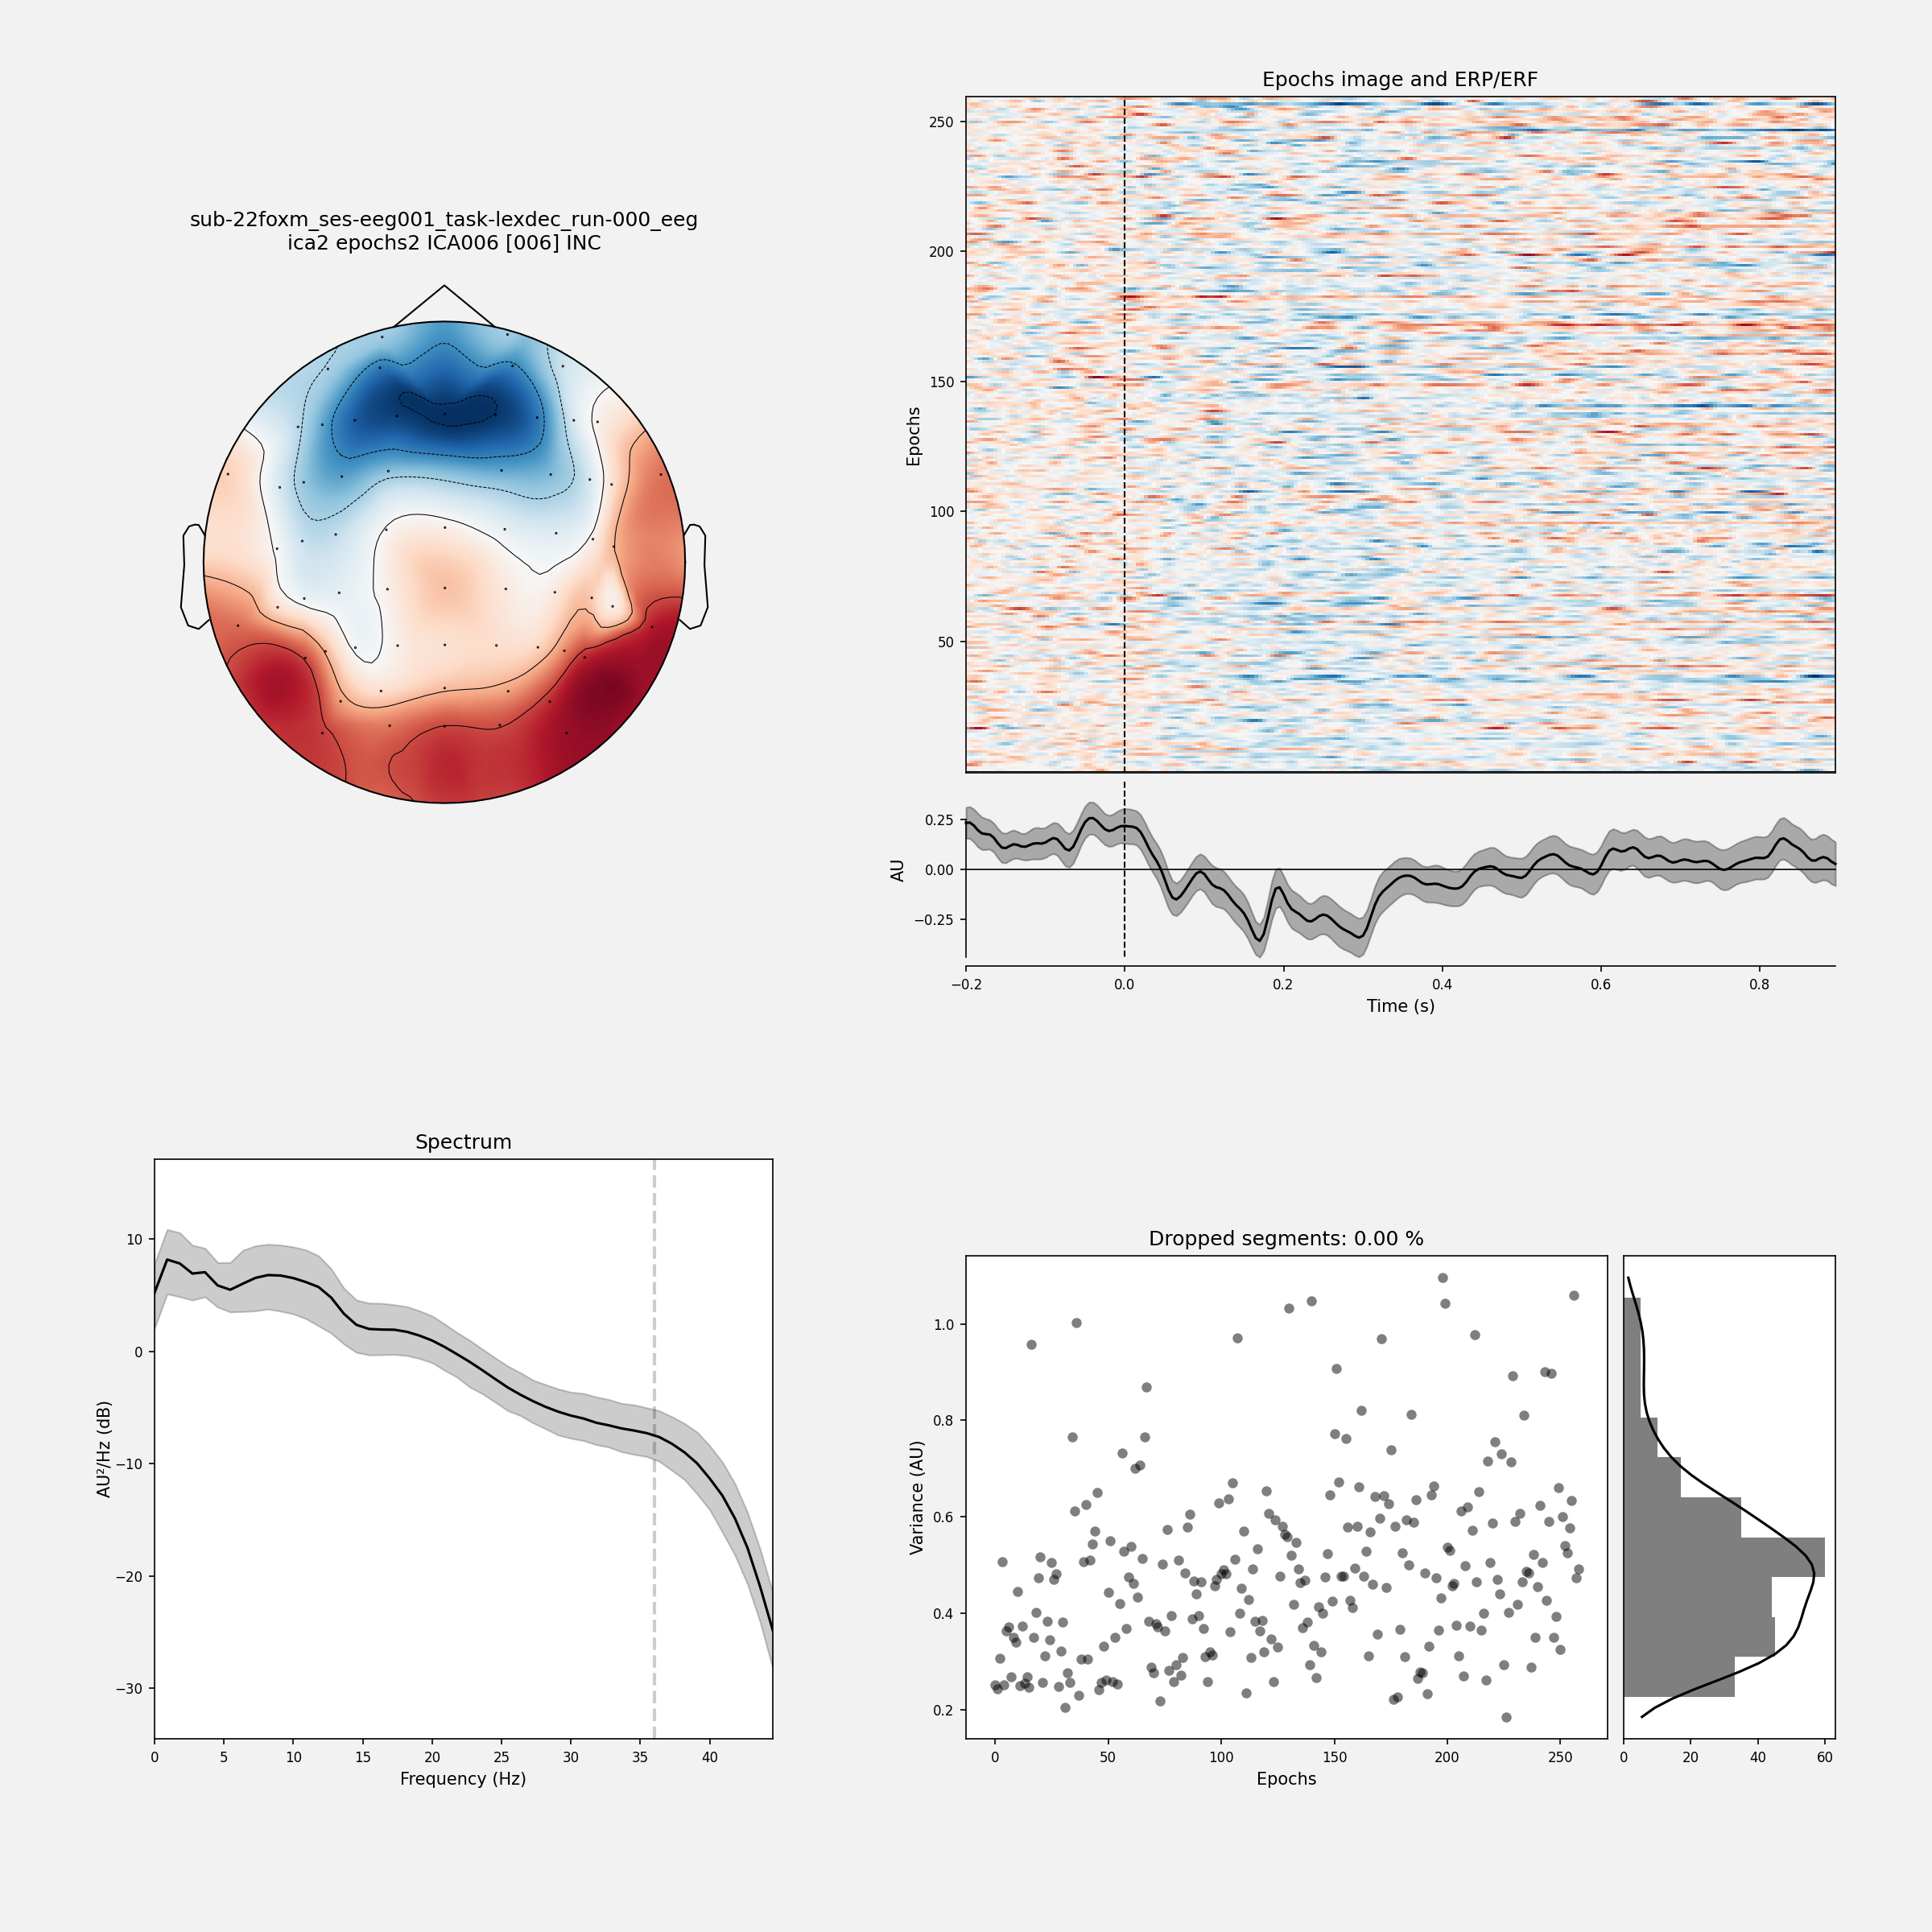 sub-22foxm_ses-eeg001_task-lexdec_run-000_eeg
ica2 epochs2 ICA006 [006] INC
Epochs image and ERP/ERF
Epochs
250
200
150
100
50
AU
0.25
0.00
−0.25
−0.2 0.0 0.2 0.4 0.6 0.8
Time (s)
Spectrum
AU²/Hz (dB)
10
0
−10
−20
−30
0 5 10 15 20 25 30 35 40
Frequency (Hz)
Dropped segments: 0.00 %
Variance (AU)
1.0
0.8
0.6
0.4
0.2
0 50 100 150 200 250
Epochs
0 20 40 60